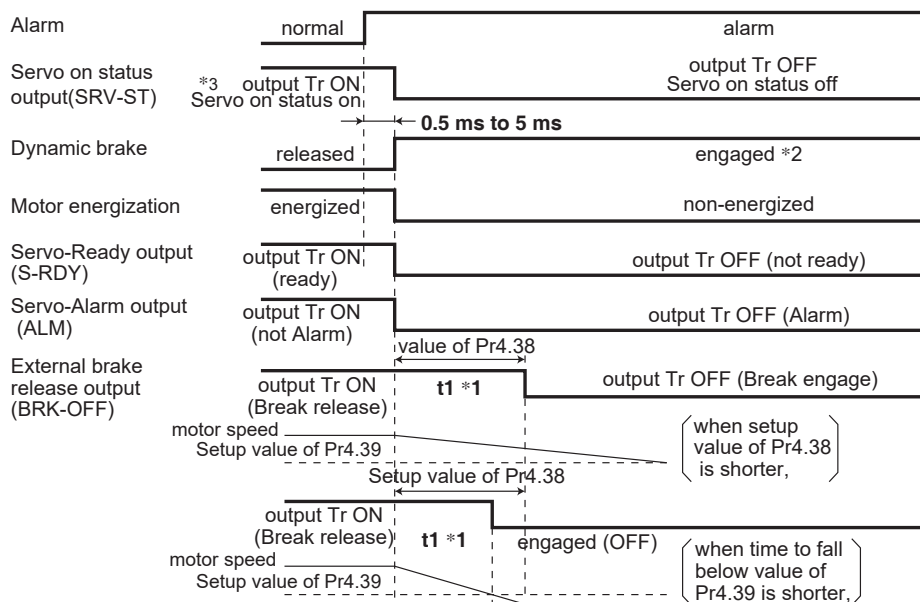 Alarm
normal
alarm
Servo on status
output(SRV-ST)
*3 output Tr ON
Servo on status on
output Tr OFF
Servo on status off
0.5 ms to 5 ms
Dynamic brake
released
engaged *2
Motor energization
energized
non-energized
Servo-Ready output
(S-RDY)
output Tr ON
(ready)
output Tr OFF (not ready)
Servo-Alarm output
(ALM)
output Tr ON
(not Alarm)
output Tr OFF (Alarm)
value of Pr4.38
External brake
release output
(BRK-OFF)
output Tr ON
(Break release)
t1 *1
output Tr OFF (Break engage)
motor speed
Setup value of Pr4.39
when setup
value of Pr4.38
is shorter,
Setup value of Pr4.38
output Tr ON
(Break release)
t1 *1
engaged (OFF)
motor speed
Setup value of Pr4.39
when time to fall
below value of
Pr4.39 is shorter,